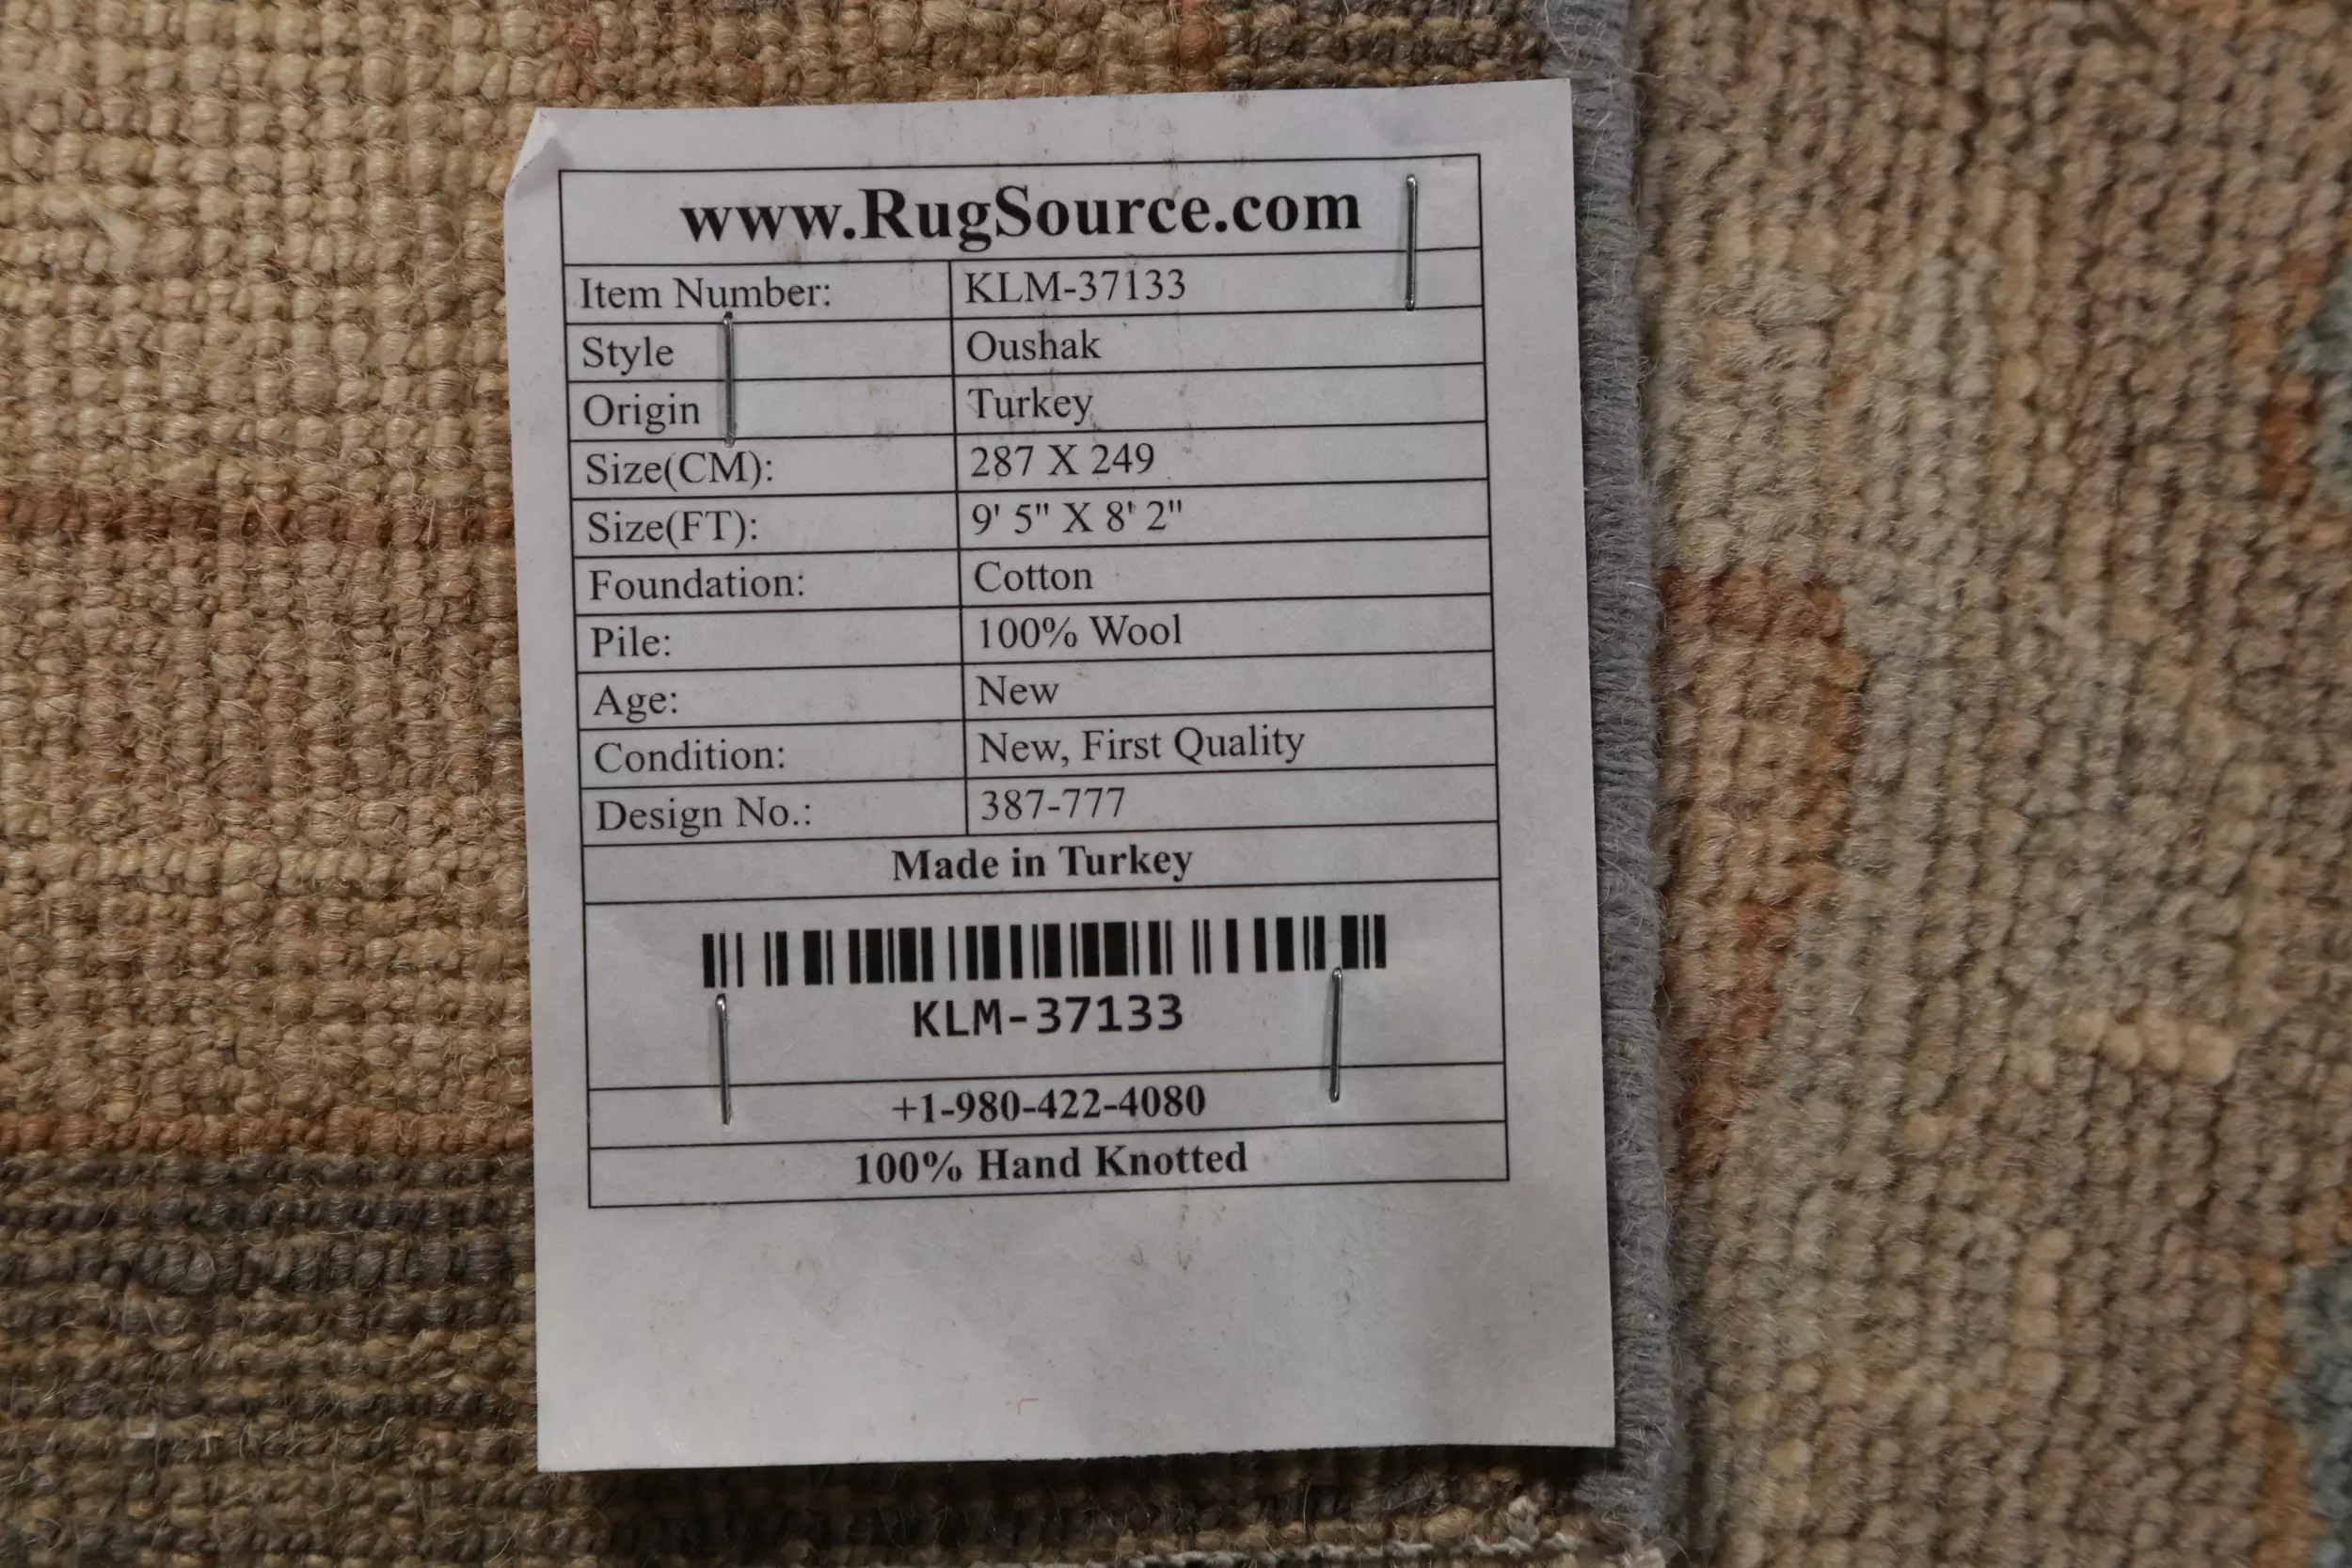 www.RugSource.com
Item Number: KLM-37133
Style Oushak
Origin Turkey
Size(CM): 287 X 249
Size(FT): 9' 5" X 8' 2"
Foundation: Cotton
Pile: 100% Wool
Age: New
Condition: New, First Quality
Design No.: 387-777
Made in Turkey
KLM-37133
+1-980-422-4080
100% Hand Knotted